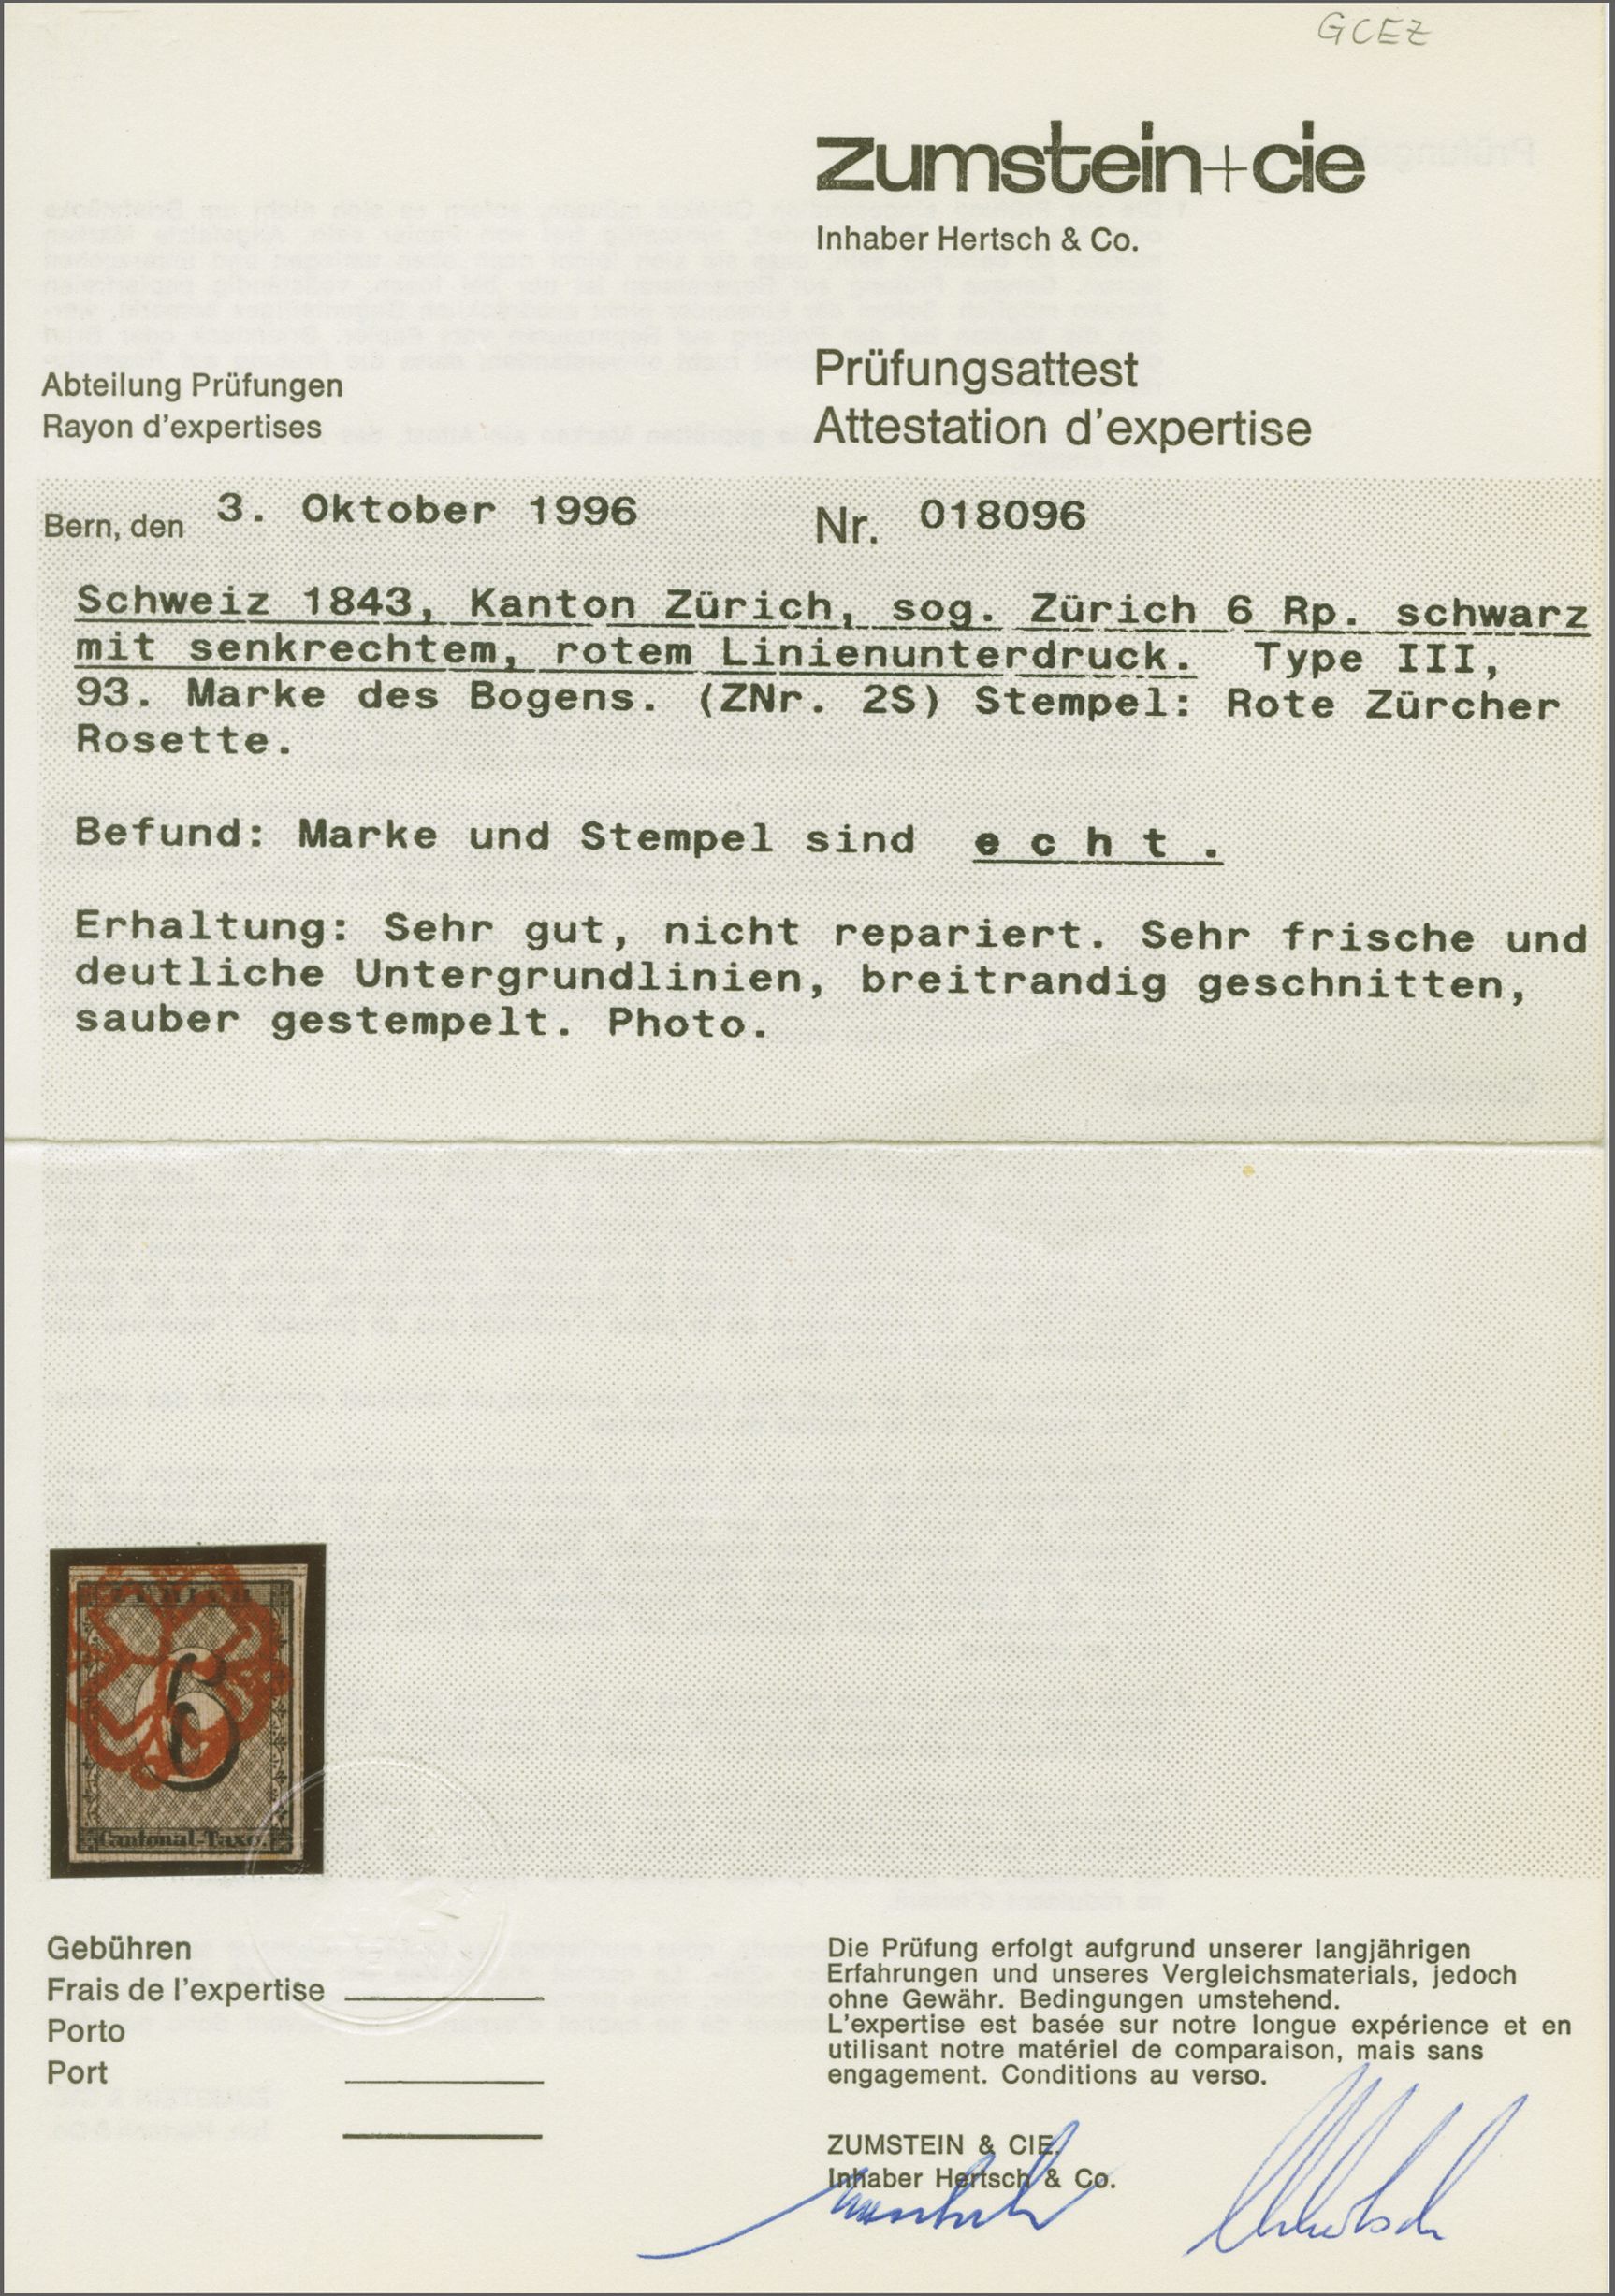 GCEZ
zumstein+cie
Inhaber Hertsch & Co.
Abteilung Prüfungen
Rayon d'expertises
Prüfungsattest
Attestation d'expertise
Bern, den 3. Oktober 1996
Nr. 018096
Schweiz 1843, Kanton Zürich, sog. Zürich 6 Rp. schwarz
mit senkrechtem, rotem Linienunterdruck. Type III,
93. Marke des Bogens. (ZNr. 2S) Stempel: Rote Zürcher
Rosette.
Befund: Marke und Stempel sind e c h t .
Erhaltung: Sehr gut, nicht repariert. Sehr frische und
deutliche Untergrundlinien, breitrandig geschnitten,
sauber gestempelt. Photo.
ZÜRICH
6
Cantonal-Taxe.
Gebühren
Frais de l'expertise
Porto
Port
Die Prüfung erfolgt aufgrund unserer langjährigen
Erfahrungen und unseres Vergleichsmaterials, jedoch
ohne Gewähr. Bedingungen umstehend.
L'expertise est basée sur notre longue expérience et en
utilisant notre matériel de comparaison, mais sans
engagement. Conditions au verso.
ZUMSTEIN & CIE.
Inhaber Hertsch & Co.